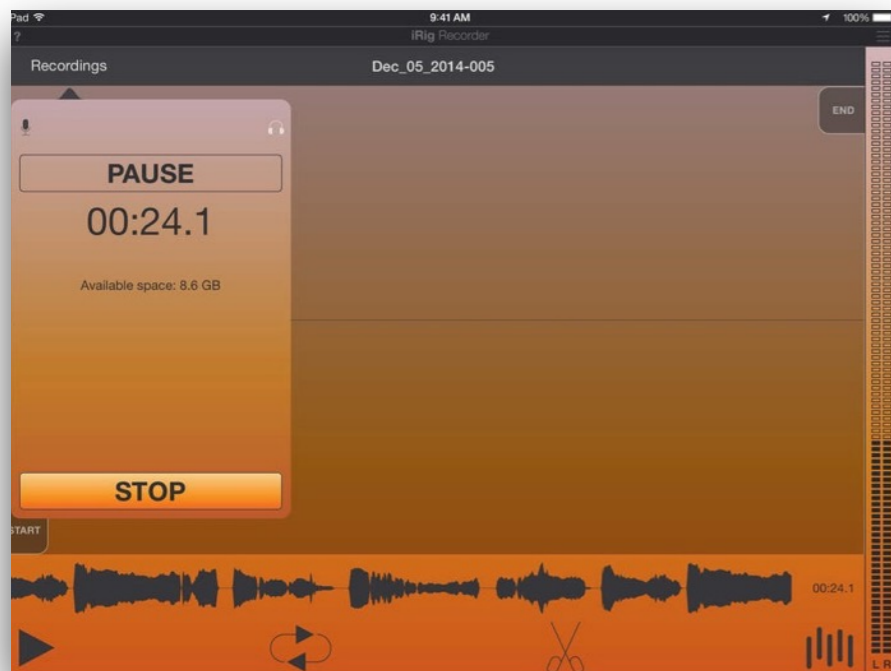 Pad 9:41 AM 100%
? iRig Recorder
Recordings Dec_05_2014-005
END
PAUSE
00:24.1
Available space: 8.6 GB
STOP
START
00:24.1
L R